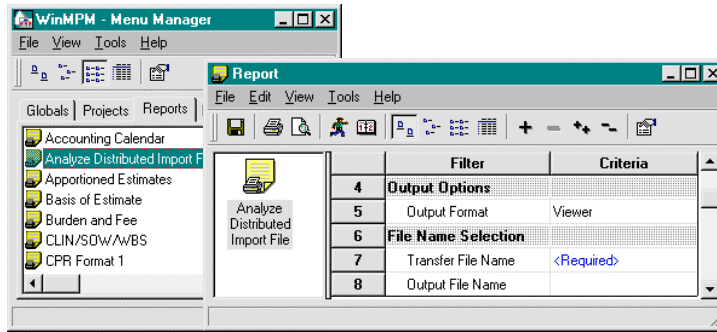 WinMPM - Menu Manager
File View Tools Help
Globals Projects Reports
Accounting Calendar
Analyze Distributed Import F
Apportioned Estimates
Basis of Estimate
Burden and Fee
CLIN/SOW/WBS
CPR Format 1
Report
File Edit View Tools Help
Analyze
Distributed
Import File
Filter Criteria
4 Output Options
5 Output Format Viewer
6 File Name Selection
7 Transfer File Name <Required>
8 Output File Name